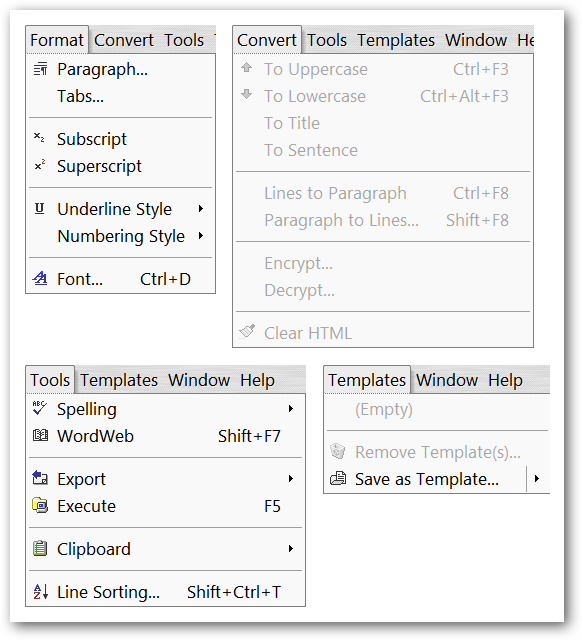 Format Convert Tools
Paragraph...
Tabs...
Subscript
Superscript
Underline Style
Numbering Style
Font... Ctrl+D
Convert Tools Templates Window He
To Uppercase Ctrl+F3
To Lowercase Ctrl+Alt+F3
To Title
To Sentence
Lines to Paragraph Ctrl+F8
Paragraph to Lines... Shift+F8
Encrypt...
Decrypt...
Clear HTML
Tools Templates Window Help
Spelling
WordWeb Shift+F7
Export
Execute F5
Clipboard
Line Sorting... Shift+Ctrl+T
Templates Window Help
(Empty)
Remove Template(s)...
Save as Template...